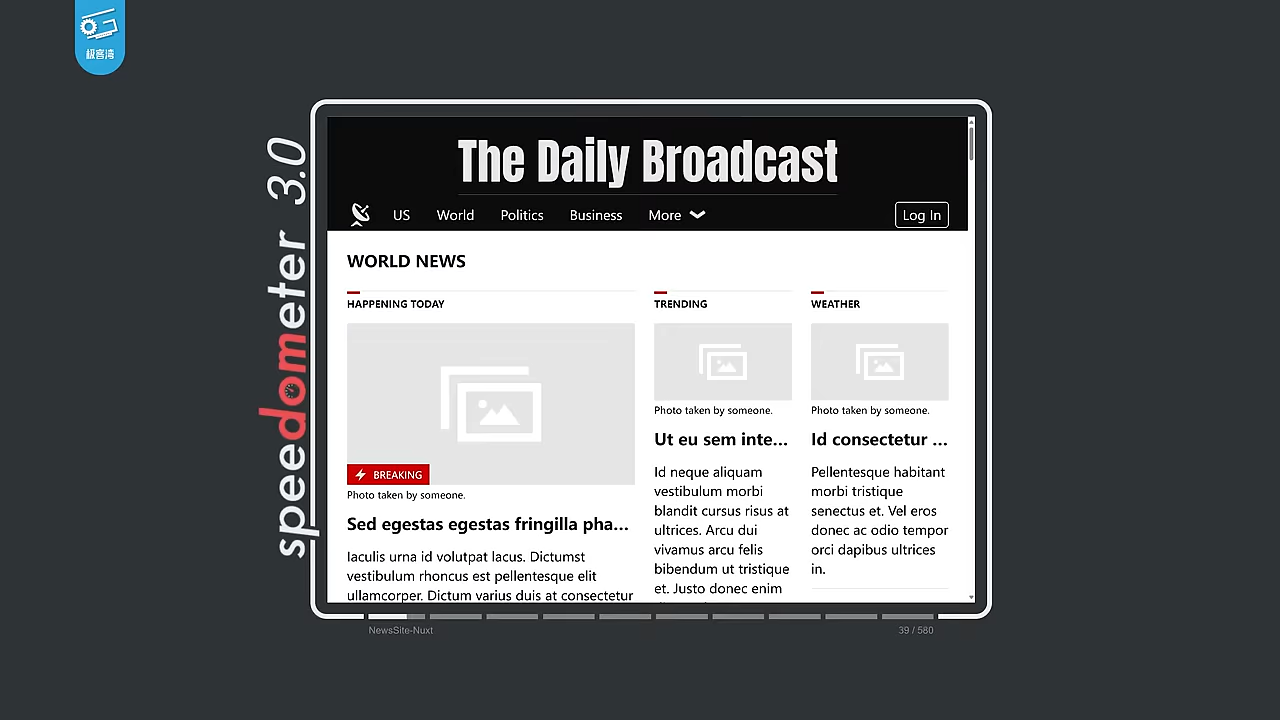 极客湾
speedometer 3.0
The Daily Broadcast
US World Politics Business More Log In
WORLD NEWS
HAPPENING TODAY
BREAKING
Photo taken by someone.
Sed egestas egestas fringilla pha...
Iaculis urna id volutpat lacus. Dictumst
vestibulum rhoncus est pellentesque elit
ullamcorper. Dictum varius duis at consectetur
TRENDING
Photo taken by someone.
Ut eu sem inte...
Id neque aliquam
vestibulum morbi
blandit cursus risus at
ultrices. Arcu dui
vivamus arcu felis
bibendum ut tristique
et. Justo donec enim
WEATHER
Photo taken by someone.
Id consectetur ...
Pellentesque habitant
morbi tristique
senectus et. Vel eros
donec ac odio tempor
orci dapibus ultrices
in.
NewsSite-Nuxt
39 / 580